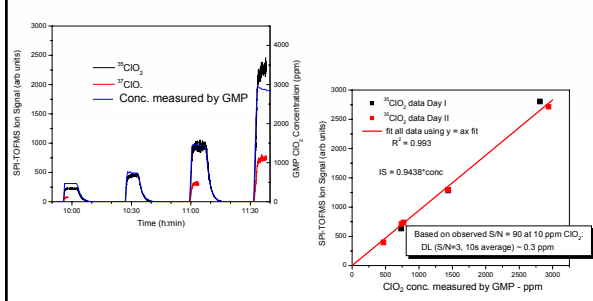 3000
2500
2000
1500
1000
500
0
SPI-TOFMS Ion Signal (arb units)
³⁵ClO₂
³⁷ClO₂
Conc. measured by GMP
4000
3000
2000
1000
0
GMP ClO₂ Concentration (ppm)
10:00 10:30 11:00 11:30
Time (h:min)
3000
2500
2000
1500
1000
500
0
SPI-TOFMS Ion Signal (arb units)
³⁵ClO₂ data Day I
³⁵ClO₂ data Day II
fit all data using y = ax fit
R² = 0.993
IS = 0.9438*conc
Based on observed S/N = 90 at 10 ppm ClO₂:
DL (S/N=3, 10s average) ~ 0.3 ppm
0 500 1000 1500 2000 2500 3000
ClO₂ conc. measured by GMP - ppm